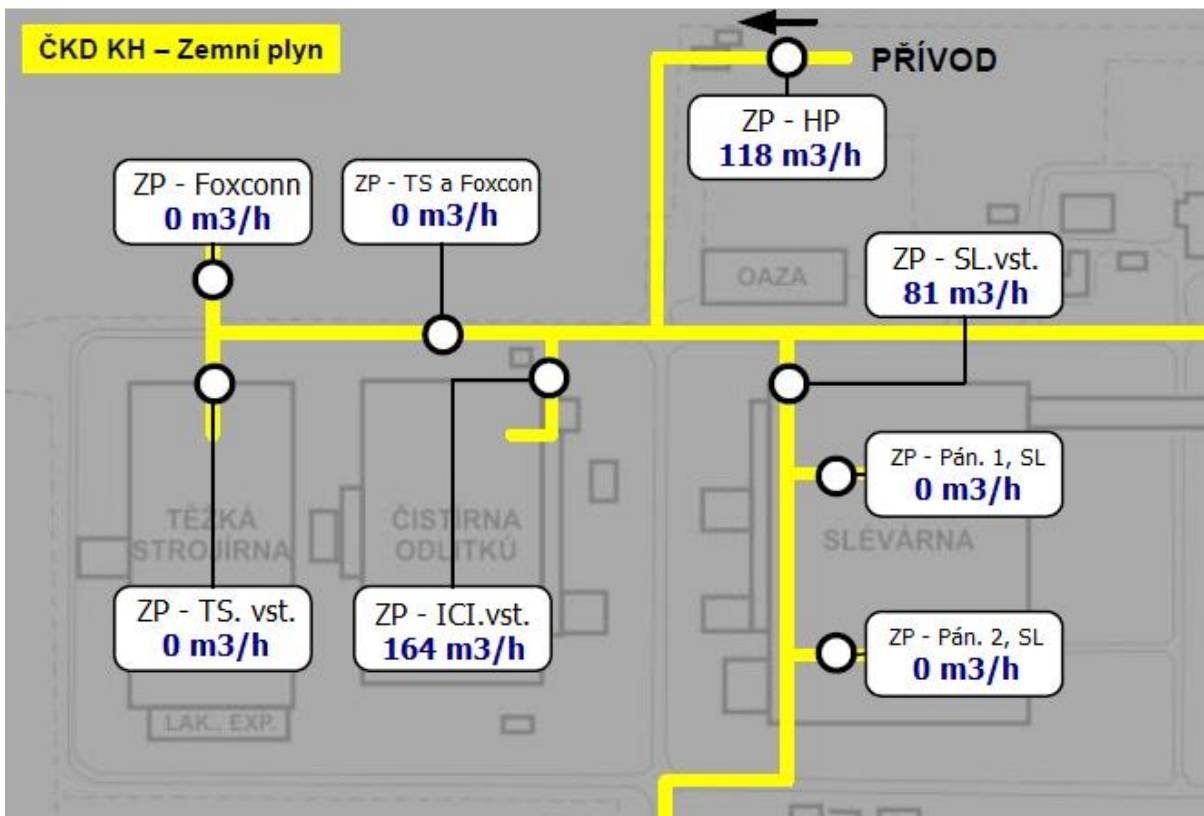 ČKD KH – Zemní plyn
PŘÍVOD
ZP - HP
118 m3/h
ZP - Foxconn
0 m3/h
ZP - TS a Foxcon
0 m3/h
ZP - SL.vst.
81 m3/h
OAZA
ZP - Pán. 1, SL
0 m3/h
TĚŽKÁ
STROJÍRNA
ČISTÍRNA
ODLITKŮ
SLÉVÁRNA
ZP - TS. vst.
0 m3/h
ZP - ICI.vst.
164 m3/h
ZP - Pán. 2, SL
0 m3/h
LAK., EXP.